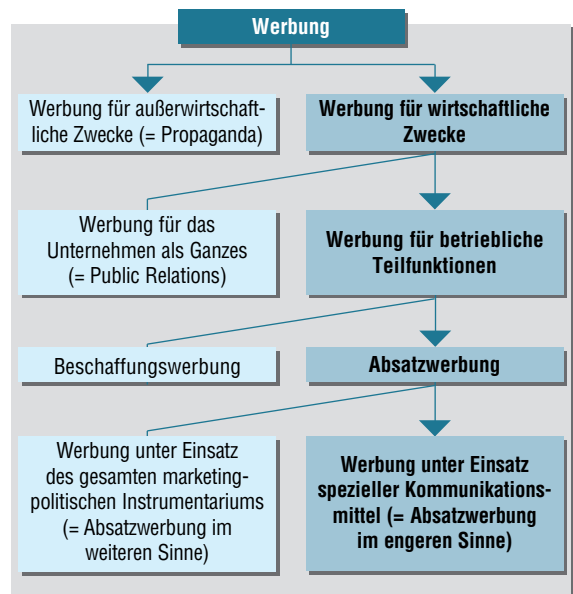 Werbung
Werbung für außerwirtschaft-
liche Zwecke (= Propaganda)
Werbung für wirtschaftliche
Zwecke
Werbung für das
Unternehmen als Ganzes
(= Public Relations)
Werbung für betriebliche
Teilfunktionen
Beschaffungswerbung
Absatzwerbung
Werbung unter Einsatz
des gesamten marketing-
politischen Instrumentariums
(= Absatzwerbung im
weiteren Sinne)
Werbung unter Einsatz
spezieller Kommunikations-
mittel (= Absatzwerbung
im engeren Sinne)